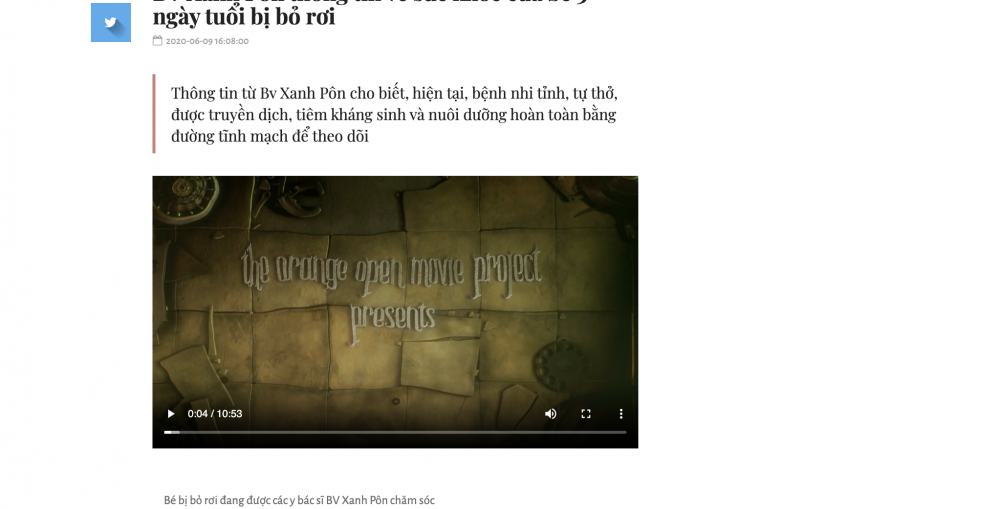 ngày tuổi bị bỏ rơi
2020-06-09 16:08:00
Thông tin từ Bv Xanh Pôn cho biết, hiện tại, bệnh nhi tỉnh, tự thở,
được truyền dịch, tiêm kháng sinh và nuôi dưỡng hoàn toàn bằng
đường tĩnh mạch để theo dõi
the orange open movie project
presents
0:04 / 10:53
Bé bị bỏ rơi đang được các y bác sĩ BV Xanh Pôn chăm sóc